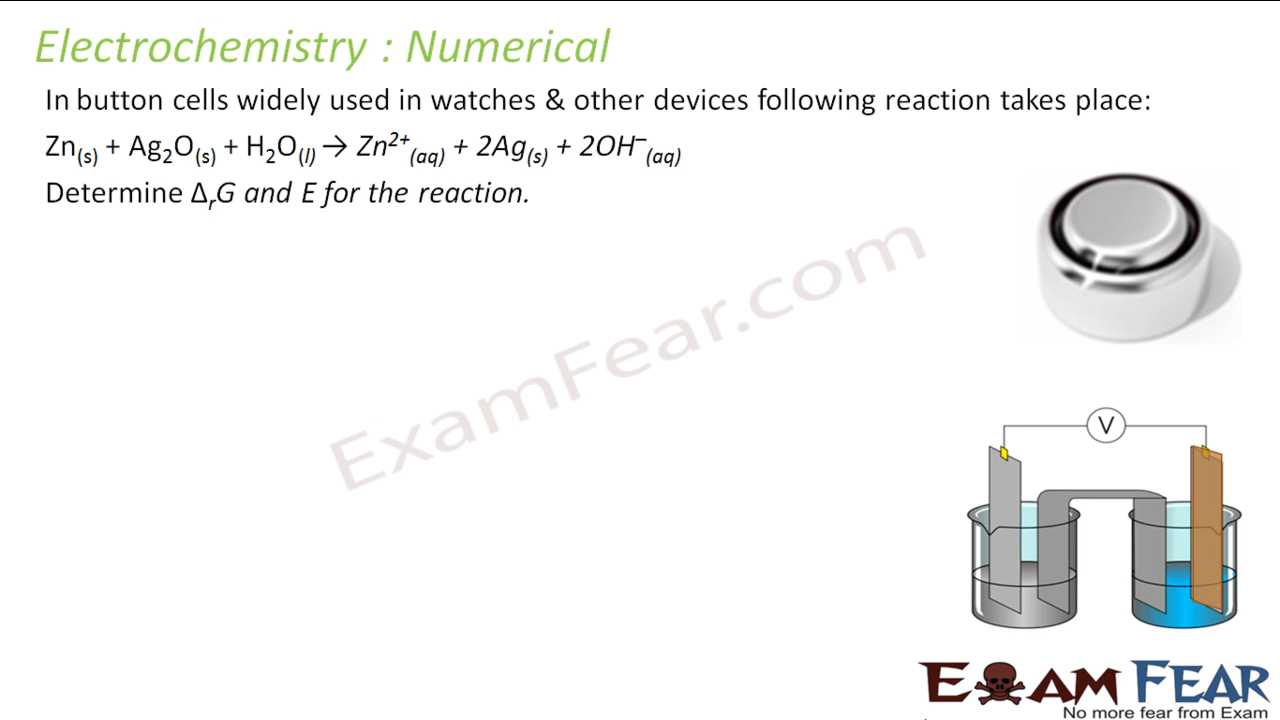 Electrochemistry : Numerical
In button cells widely used in watches & other devices following reaction takes place:
Zn(s) + Ag₂O(s) + H₂O(l) → Zn²⁺(aq) + 2Ag(s) + 2OH⁻(aq)
Determine ΔᵣG and E for the reaction.
ExamFear.com
V
EXAM FEAR
No more fear from Exam